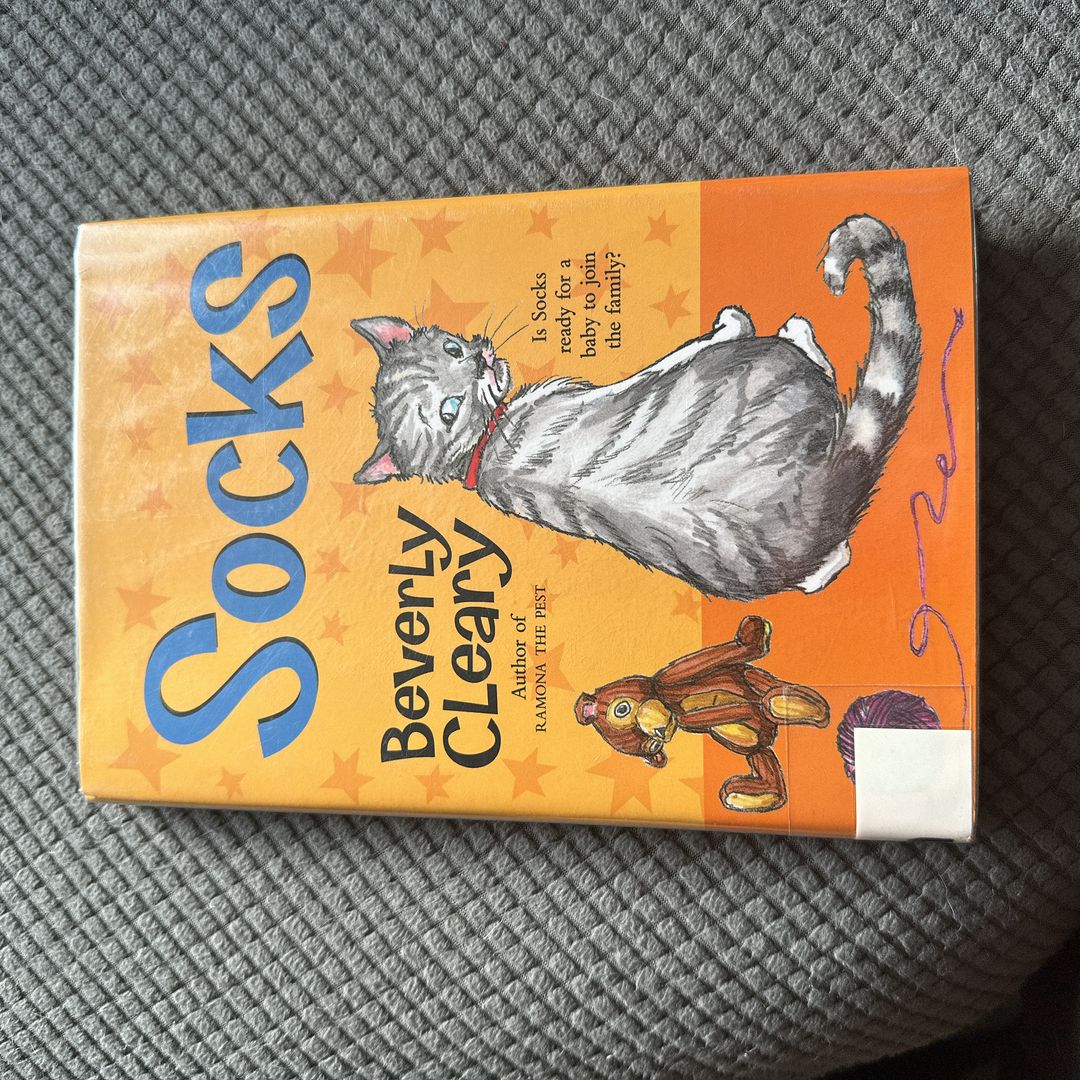 Socks
Beverly
Cleary
Author of
RAMONA THE PEST
Is Socks
ready for a
baby to join
the family?